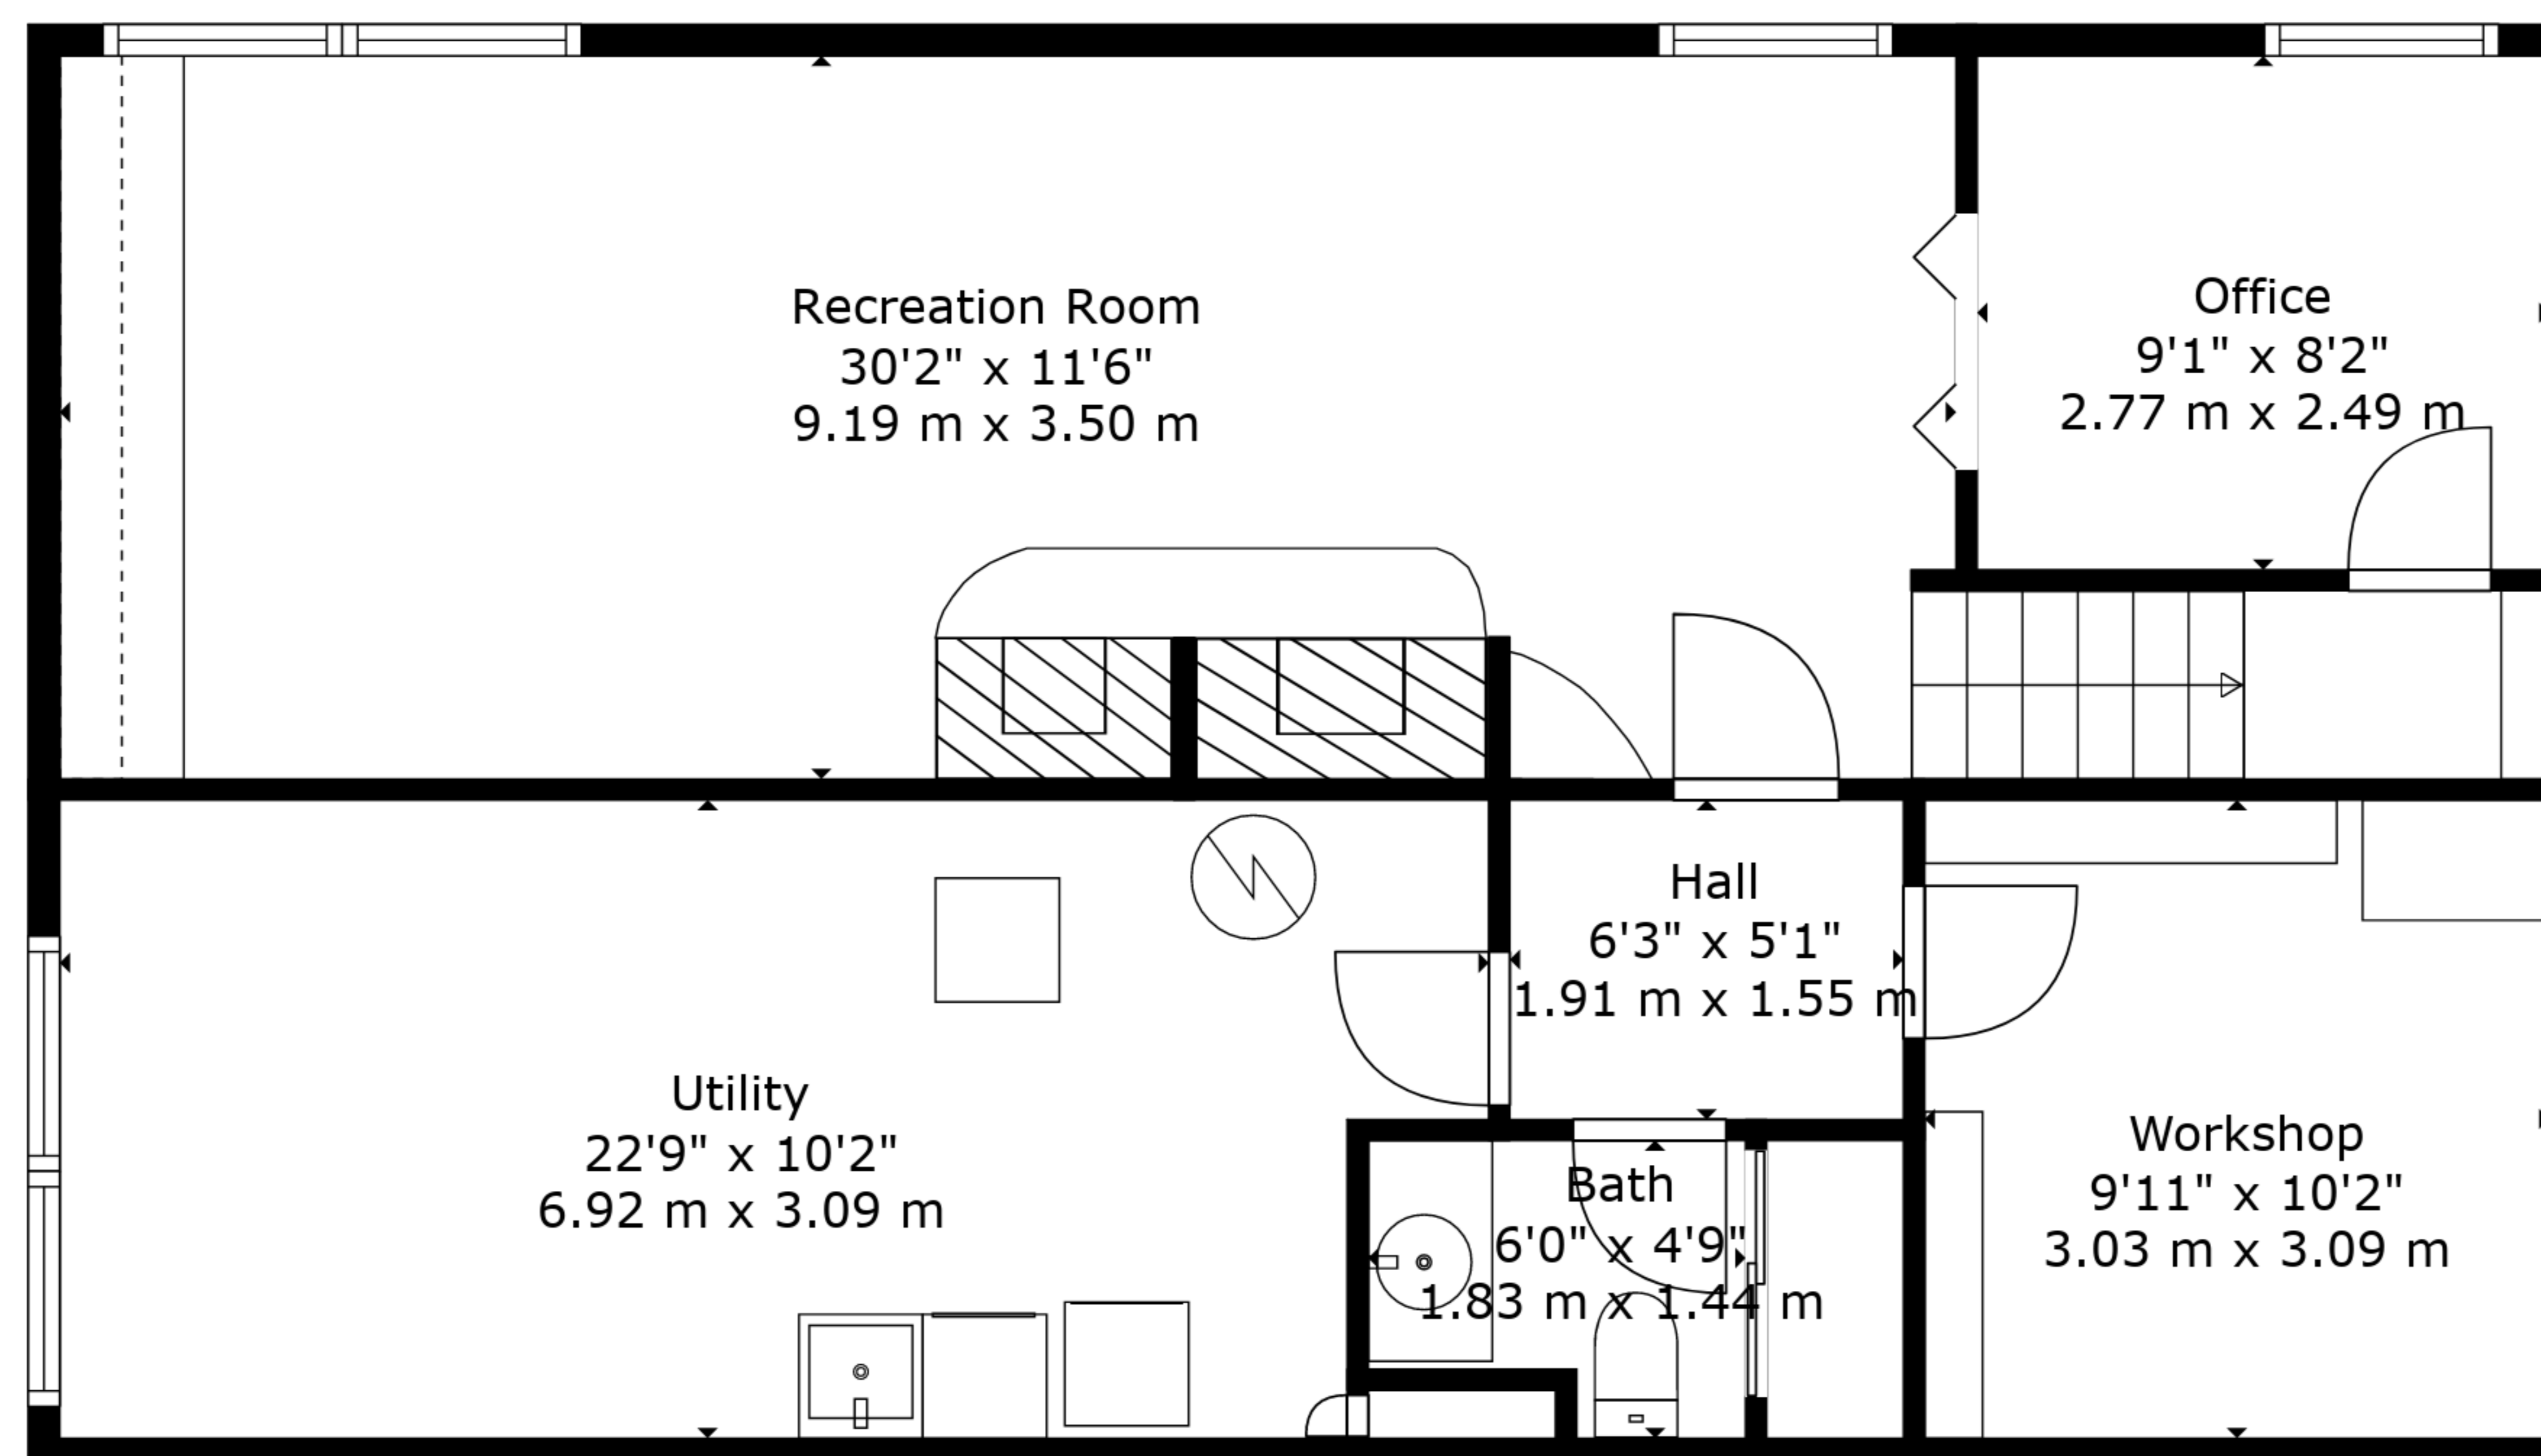 Recreation Room
30'2" x 11'6"
9.19 m x 3.50 m
Office
9'1" x 8'2"
2.77 m x 2.49 m
Hall
6'3" x 5'1"
1.91 m x 1.55 m
Utility
22'9" x 10'2"
6.92 m x 3.09 m
Bath
6'0" x 4'9"
1.83 m x 1.44 m
Workshop
9'11" x 10'2"
3.03 m x 3.09 m